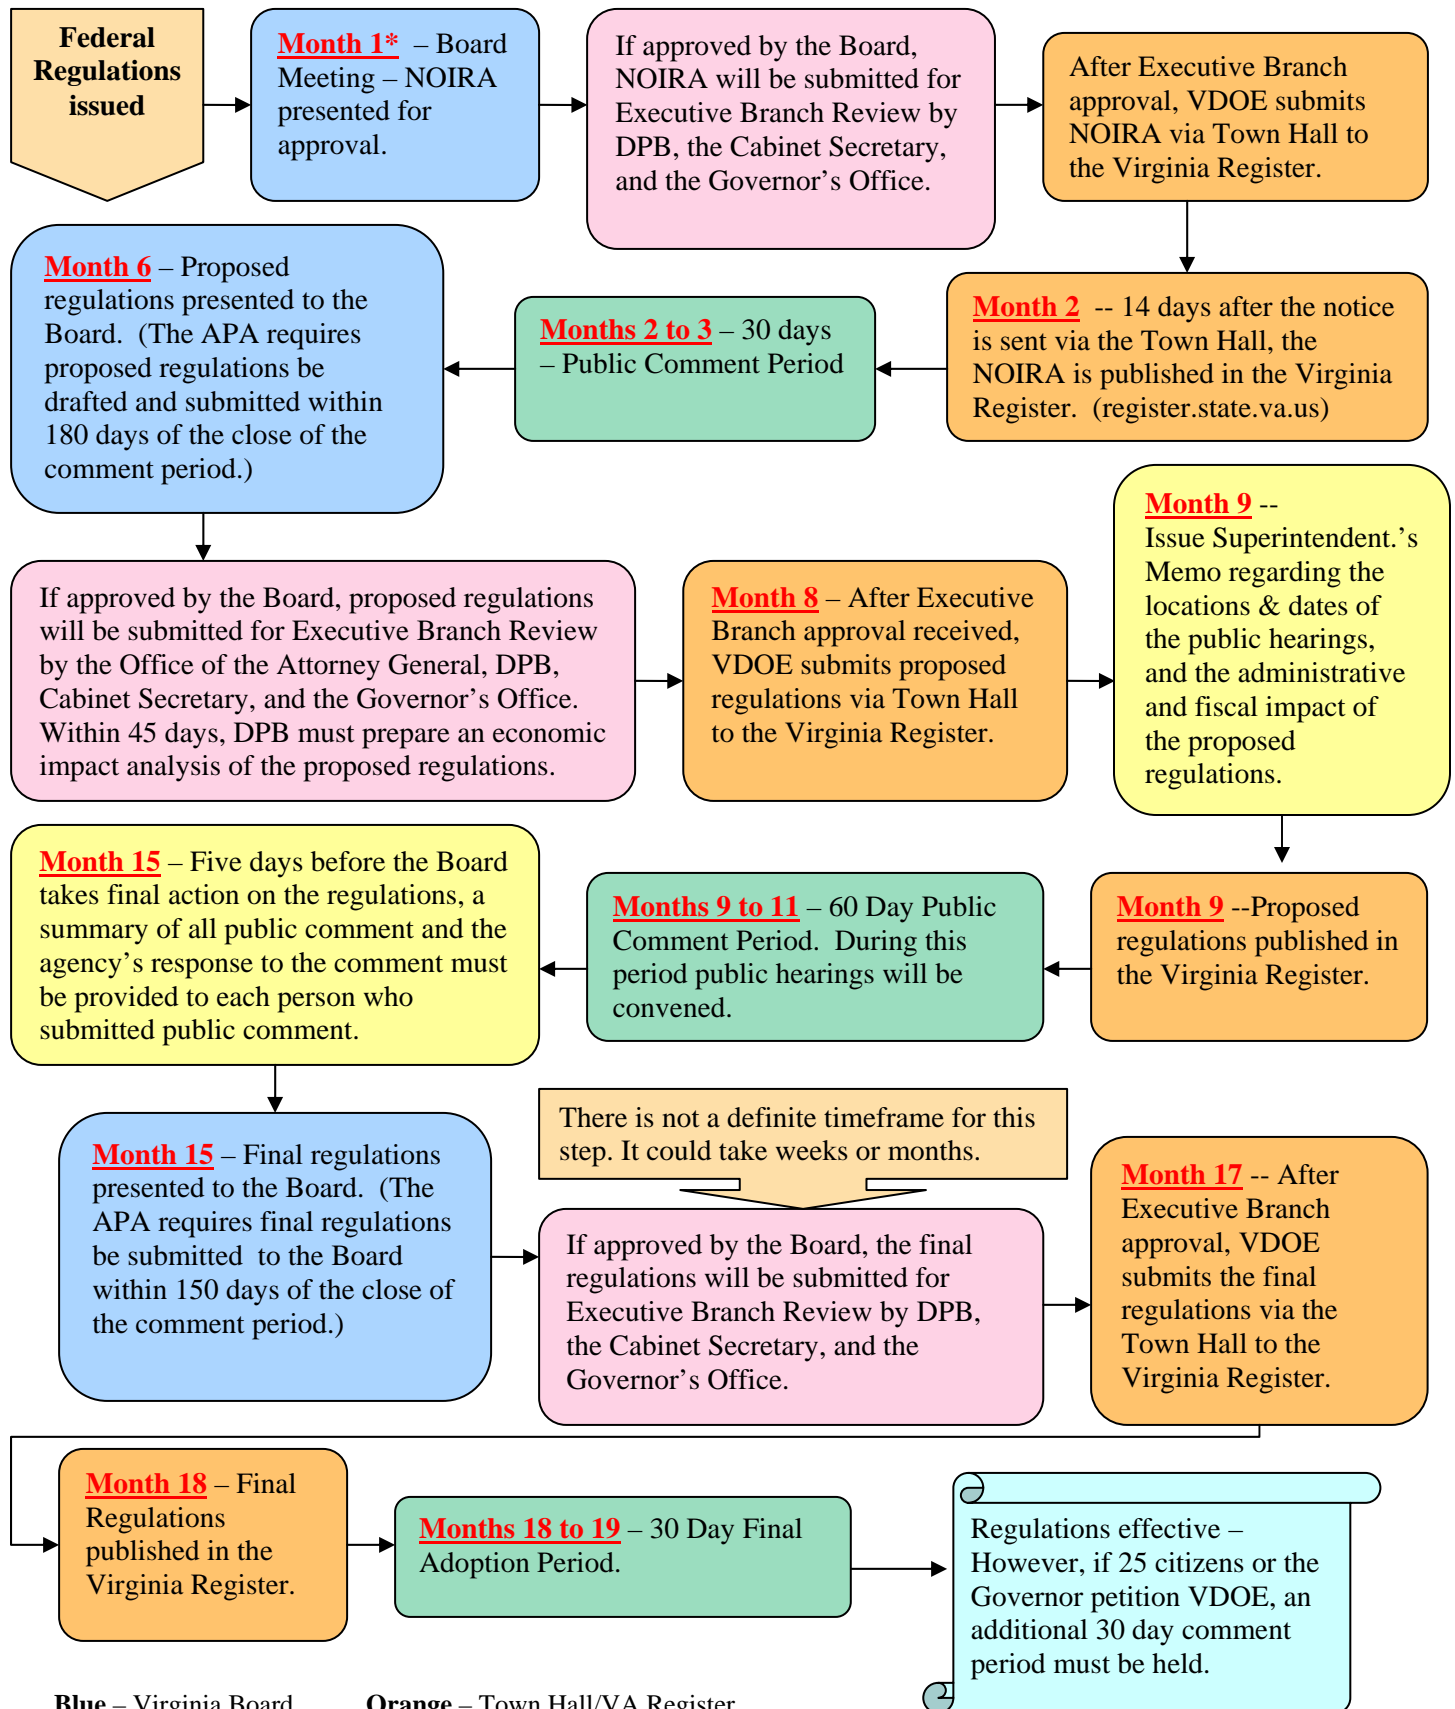 Federal
Regulations
issued
Month 1* – Board
Meeting – NOIRA
presented for
approval.
If approved by the Board,
NOIRA will be submitted for
Executive Branch Review by
DPB, the Cabinet Secretary,
and the Governor’s Office.
After Executive Branch
approval, VDOE submits
NOIRA via Town Hall to
the Virginia Register.
Month 2 -- 14 days after the notice
is sent via the Town Hall, the
NOIRA is published in the Virginia
Register. (register.state.va.us)
Months 2 to 3 – 30 days
– Public Comment Period
Month 6 – Proposed
regulations presented to the
Board. (The APA requires
proposed regulations be
drafted and submitted within
180 days of the close of the
comment period.)
If approved by the Board, proposed regulations
will be submitted for Executive Branch Review
by the Office of the Attorney General, DPB,
Cabinet Secretary, and the Governor’s Office.
Within 45 days, DPB must prepare an economic
impact analysis of the proposed regulations.
Month 8 – After Executive
Branch approval received,
VDOE submits proposed
regulations via Town Hall
to the Virginia Register.
Month 9 --
Issue Superintendent.’s
Memo regarding the
locations & dates of
the public hearings,
and the administrative
and fiscal impact of
the proposed
regulations.
Month 9 --Proposed
regulations published in
the Virginia Register.
Months 9 to 11 – 60 Day Public
Comment Period. During this
period public hearings will be
convened.
Month 15 – Five days before the Board
takes final action on the regulations, a
summary of all public comment and the
agency’s response to the comment must
be provided to each person who
submitted public comment.
Month 15 – Final regulations
presented to the Board. (The
APA requires final regulations
be submitted to the Board
within 150 days of the close of
the comment period.)
There is not a definite timeframe for this
step. It could take weeks or months.
If approved by the Board, the final
regulations will be submitted for
Executive Branch Review by DPB,
the Cabinet Secretary, and the
Governor’s Office.
Month 17 -- After
Executive Branch
approval, VDOE
submits the final
regulations via the
Town Hall to the
Virginia Register.
Month 18 – Final
Regulations
published in the
Virginia Register.
Months 18 to 19 – 30 Day Final
Adoption Period.
Regulations effective –
However, if 25 citizens or the
Governor petition VDOE, an
additional 30 day comment
period must be held.
Blue – Virginia Board
Orange – Town Hall/VA Register